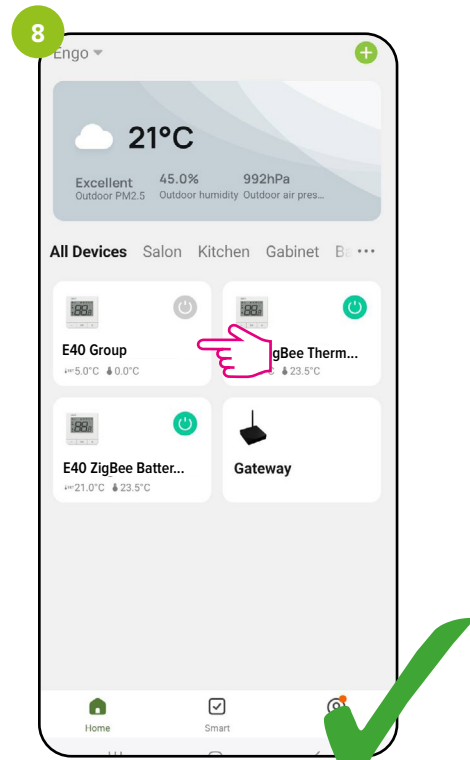 8
Engo
21°C
Excellent 45.0% 992hPa
Outdoor PM2.5 Outdoor humidity Outdoor air pres...
All Devices Salon Kitchen Gabinet
E40 Group gBee Therm...
5.0°C 0.0°C C 23.5°C
E40 ZigBee Batter... Gateway
21.0°C 23.5°C
Home Smart